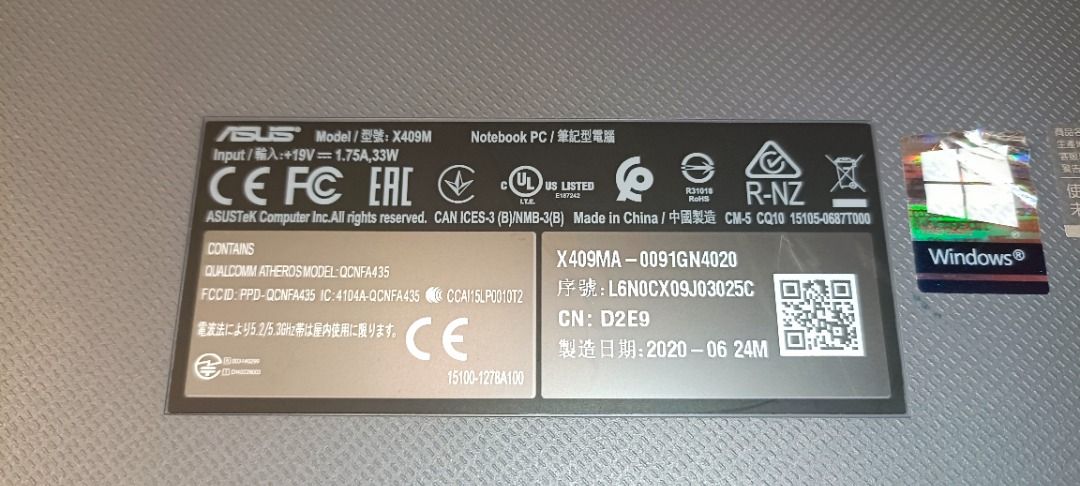 ASUS Model / 型號: X409M Notebook PC / 筆記型電腦
Input / 輸入: +19V ⎓ 1.75A, 33W
CE FC EAC C UL US LISTED I.T.E. E187242 R31018 RoHS R-NZ
ASUSTeK Computer Inc. All rights reserved. CAN ICES-3 (B)/NMB-3(B) Made in China / 中國製造 CM-5 CQ10 15105-0687T000
CONTAINS
QUALCOMM ATHEROS MODEL: QCNFA435
FCC ID: PPD-QCNFA435 IC: 4104A-QCNFA435 CCAI15LP0010T2
電波法により5.2/5.3GHz帯は屋内使用に限ります。
CE
15100-1278A100
X409MA-0091GN4020
序號: L6N0CX09J03025C
CN: D2E9
製造日期: 2020-06 24M
Windows®